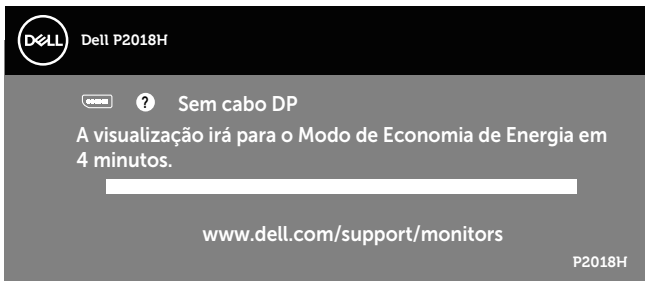 DELL
Dell P2018H
? Sem cabo DP
A visualização irá para o Modo de Economia de Energia em
4 minutos.
www.dell.com/support/monitors
P2018H